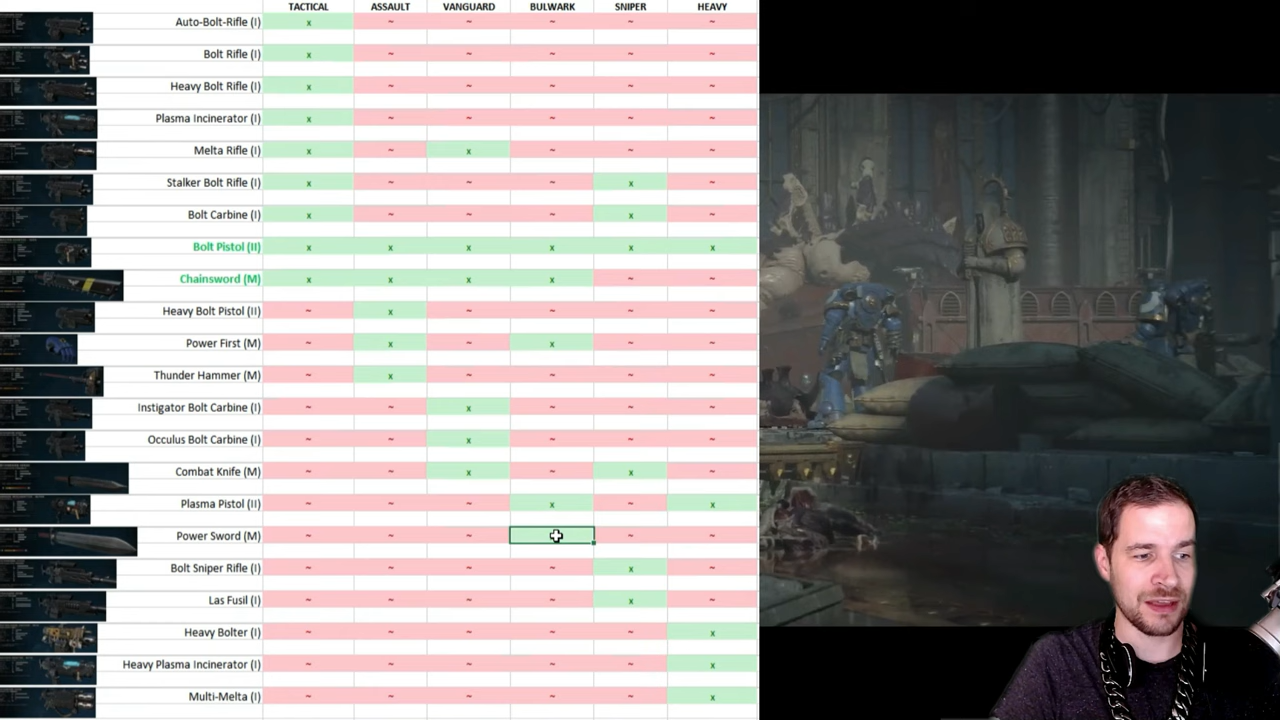 TACTICAL ASSAULT VANGUARD BULWARK SNIPER HEAVY
Auto-Bolt-Rifle (I) x ~ ~ ~ ~ ~
Bolt Rifle (I) x ~ ~ ~ ~ ~
Heavy Bolt Rifle (I) x ~ ~ ~ ~ ~
Plasma Incinerator (I) x ~ ~ ~ ~ ~
Melta Rifle (I) x ~ x ~ ~ ~
Stalker Bolt Rifle (I) x ~ ~ ~ x ~
Bolt Carbine (I) x ~ ~ ~ x ~
Bolt Pistol (II) x x x x x x
Chainsword (M) x x x x ~ ~
Heavy Bolt Pistol (II) ~ x ~ ~ ~ ~
Power First (M) ~ x ~ x ~ ~
Thunder Hammer (M) ~ x ~ ~ ~ ~
Instigator Bolt Carbine (I) ~ ~ x ~ ~ ~
Occulus Bolt Carbine (I) ~ ~ x ~ ~ ~
Combat Knife (M) ~ ~ x ~ x ~
Plasma Pistol (II) ~ ~ ~ x ~ x
Power Sword (M) ~ ~ ~ ~ ~
Bolt Sniper Rifle (I) ~ ~ ~ ~ x ~
Las Fusil (I) ~ ~ ~ ~ x ~
Heavy Bolter (I) ~ ~ ~ ~ ~ x
Heavy Plasma Incinerator (I) ~ ~ ~ ~ ~ x
Multi-Melta (I) ~ ~ ~ ~ ~ x